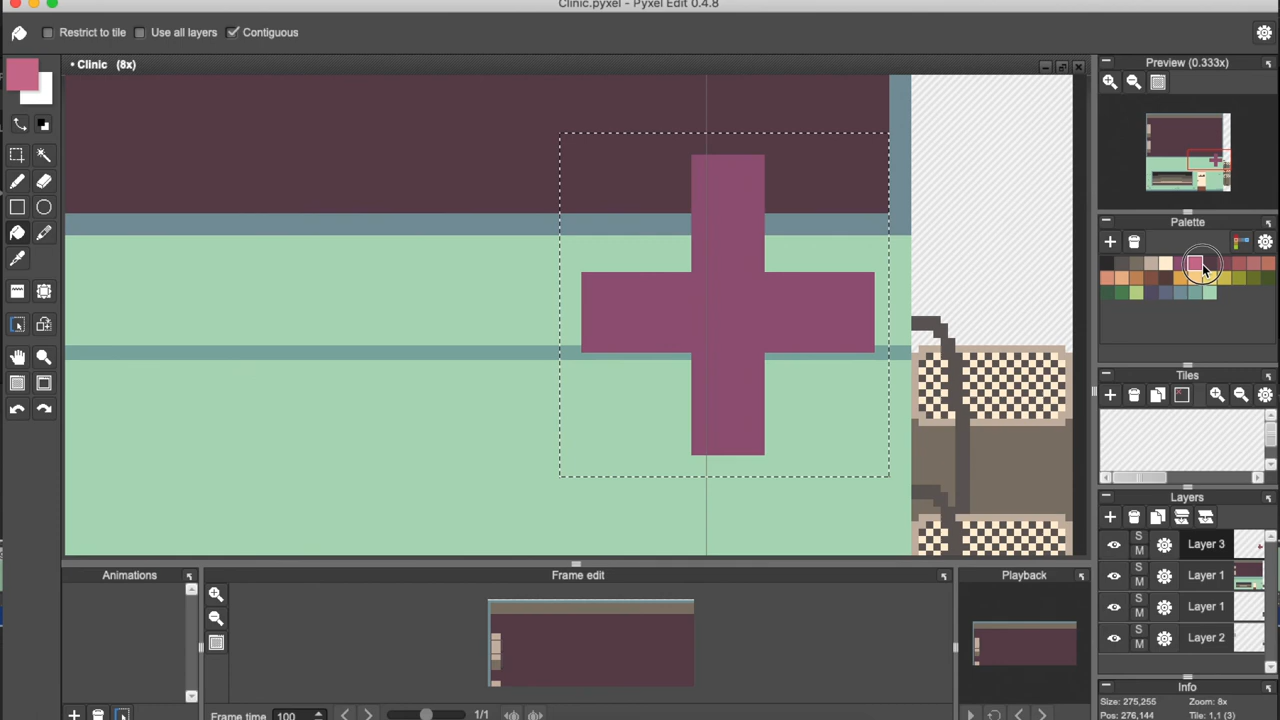 Clinic.pyxel - Pyxel Edit 0.4.8
Restrict to tile Use all layers Contiguous
• Clinic (8x)
Preview (0.333x)
Palette
Tiles
Layers
S
M
Layer 3
S
M
Layer 1
S
M
Layer 1
S
M
Layer 2
Animations
Frame edit
Playback
Frame time 100
1/1
Info
Size: 275,255 Zoom: 8x
Pos: 276,144 Tile: 1,1 (3)